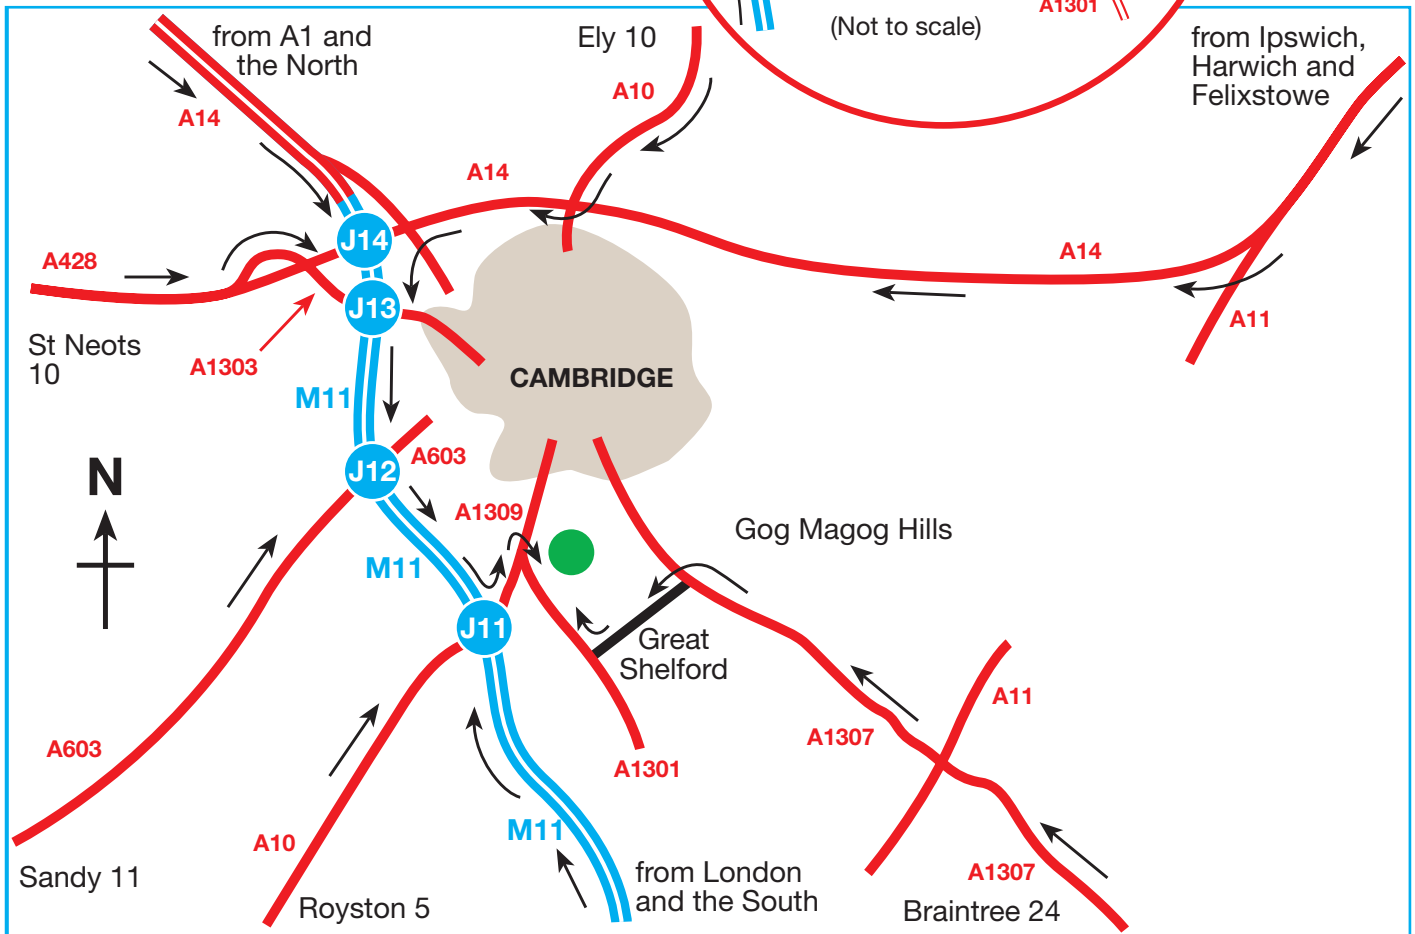 (Not to scale)
A1301
from A1 and
the North
Ely 10
from Ipswich,
Harwich and
Felixstowe
A10
A14
A14
J14
A14
A428
J13
A11
St Neots
10
A1303
CAMBRIDGE
M11
A603
J12
N
A1309
Gog Magog Hills
M11
J11
Great
Shelford
A11
A603
A1307
A1301
M11
A10
from London
and the South
A1307
Sandy 11
Royston 5
Braintree 24